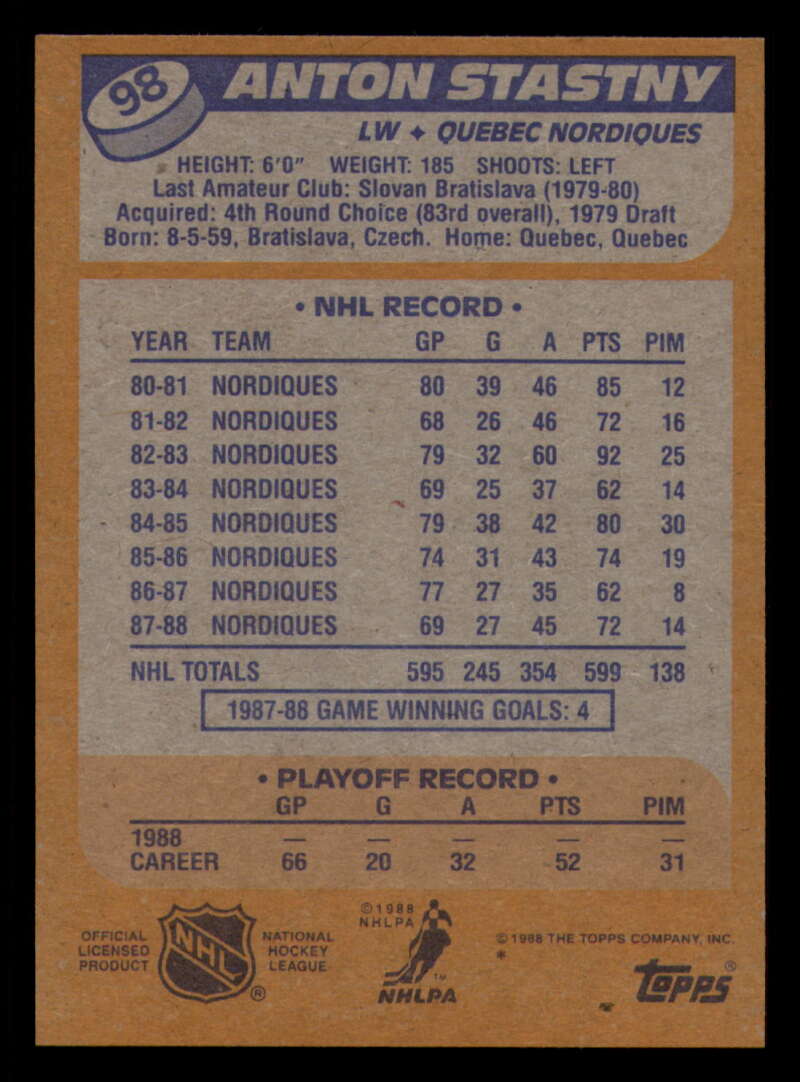 98
ANTON STASTNY
LW ✦ QUEBEC NORDIQUES
HEIGHT: 6'0" WEIGHT: 185 SHOOTS: LEFT
Last Amateur Club: Slovan Bratislava (1979-80)
Acquired: 4th Round Choice (83rd overall), 1979 Draft
Born: 8-5-59, Bratislava, Czech. Home: Quebec, Quebec
• NHL RECORD •
YEAR TEAM GP G A PTS PIM
80-81 NORDIQUES 80 39 46 85 12
81-82 NORDIQUES 68 26 46 72 16
82-83 NORDIQUES 79 32 60 92 25
83-84 NORDIQUES 69 25 37 62 14
84-85 NORDIQUES 79 38 42 80 30
85-86 NORDIQUES 74 31 43 74 19
86-87 NORDIQUES 77 27 35 62 8
87-88 NORDIQUES 69 27 45 72 14
NHL TOTALS 595 245 354 599 138
1987-88 GAME WINNING GOALS: 4
• PLAYOFF RECORD •
GP G A PTS PIM
1988 — — — — —
CAREER 66 20 32 52 31
OFFICIAL
LICENSED
PRODUCT
NHL
®
NATIONAL
HOCKEY
LEAGUE
©1988
NHLPA
™
NHLPA
©1988 THE TOPPS COMPANY, INC.
*
Topps®